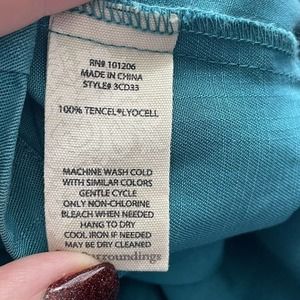 RN# 101206
MADE IN CHINA
STYLE# 3CD33
100% TENCEL®LYOCELL
MACHINE WASH COLD
WITH SIMILAR COLORS
GENTLE CYCLE
ONLY NON-CHLORINE
BLEACH WHEN NEEDED
HANG TO DRY
COOL IRON IF NEEDED
MAY BE DRY CLEANED
Surroundings